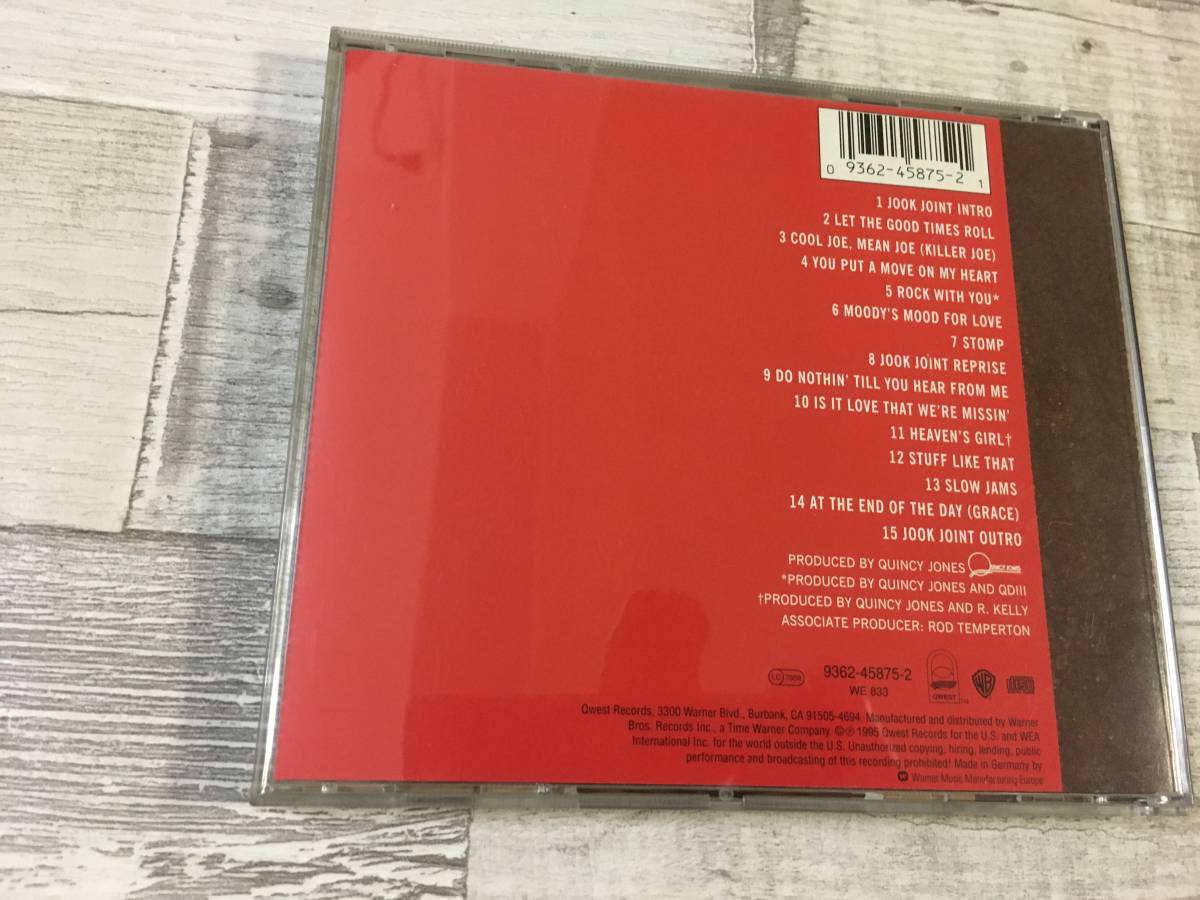 0 9362-45875-2 1
1 JOOK JOINT INTRO
2 LET THE GOOD TIMES ROLL
3 COOL JOE, MEAN JOE (KILLER JOE)
4 YOU PUT A MOVE ON MY HEART
5 ROCK WITH YOU*
6 MOODY'S MOOD FOR LOVE
7 STOMP
8 JOOK JOINT REPRISE
9 DO NOTHIN' TILL YOU HEAR FROM ME
10 IS IT LOVE THAT WE'RE MISSIN'
11 HEAVEN'S GIRL†
12 STUFF LIKE THAT
13 SLOW JAMS
14 AT THE END OF THE DAY (GRACE)
15 JOOK JOINT OUTRO
PRODUCED BY QUINCY JONES QUINCY JONES
*PRODUCED BY QUINCY JONES AND QDIII
†PRODUCED BY QUINCY JONES AND R. KELLY
ASSOCIATE PRODUCER: ROD TEMPERTON
LC 9362-45875-2 QWEST TM WB
WE 833
Qwest Records, 3300 Warner Blvd., Burbank, CA 91505-4694. Manufactured and distributed by Warner
Bros. Records Inc., a Time Warner Company. ©℗ 1995 Qwest Records for the U.S. and WEA
International Inc. for the world outside the U.S. Unauthorized copying, hiring, lending, public
performance and broadcasting of this recording prohibited! Made in Germany by
Warner Music Manufacturing Europe